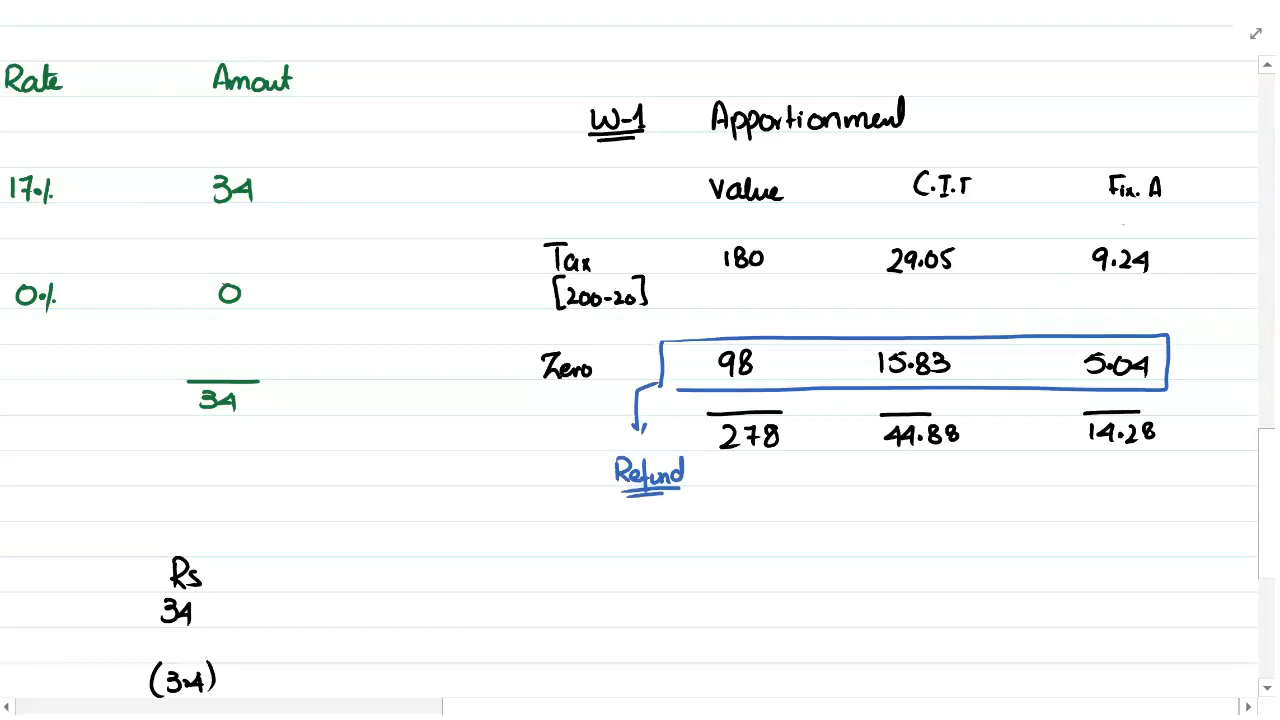 Rate Amout
W-1 Apportionment
17% 34 Value C.I.T Fix. A
Tax 180 29.05 9.24
0% 0 [200-20]
Zero 98 15.83 5.04
34
278 44.88 14.28
Refund
Rs
34
(34)